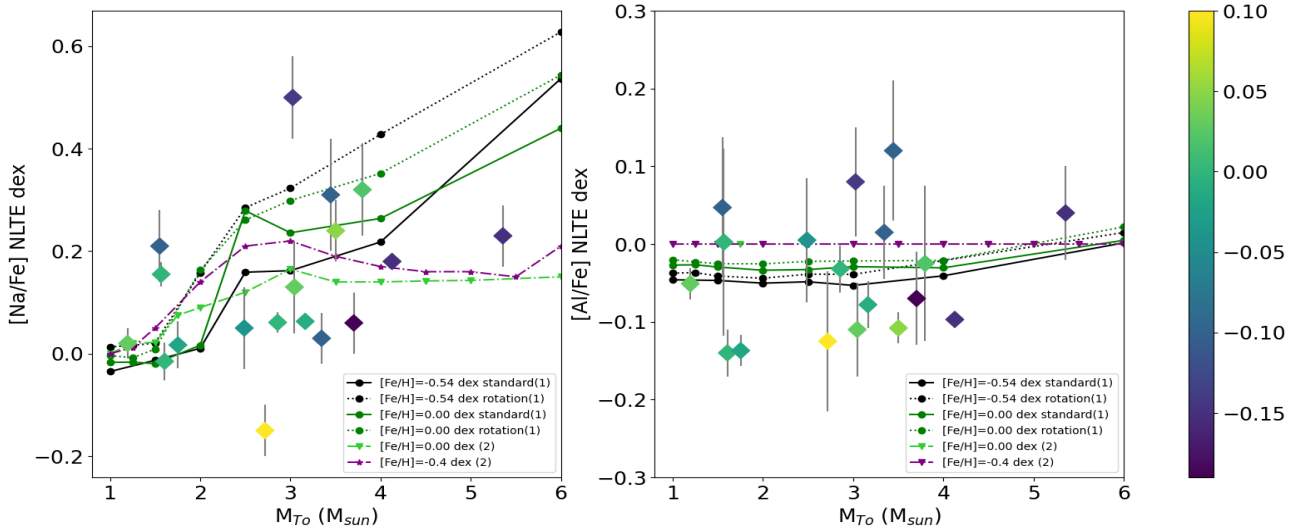 [Na/Fe] NLTE dex
0.6
0.4
0.2
0.0
−0.2
[Fe/H]=-0.54 dex standard(1)
[Fe/H]=-0.54 dex rotation(1)
[Fe/H]=0.00 dex standard(1)
[Fe/H]=0.00 dex rotation(1)
[Fe/H]=0.00 dex (2)
[Fe/H]=-0.4 dex (2)
1 2 3 4 5 6
M_To (M_sun)
[Al/Fe] NLTE dex
0.3
0.2
0.1
0.0
−0.1
−0.2
−0.3
[Fe/H]=-0.54 dex standard(1)
[Fe/H]=-0.54 dex rotation(1)
[Fe/H]=0.00 dex standard(1)
[Fe/H]=0.00 dex rotation(1)
[Fe/H]=0.00 dex (2)
[Fe/H]=-0.4 dex (2)
1 2 3 4 5 6
M_To (M_sun)
0.10
0.05
0.00
−0.05
−0.10
−0.15